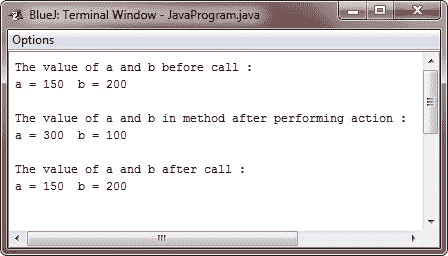 BlueJ: Terminal Window - JavaProgram.java
Options
The value of a and b before call :
a = 150  b = 200
The value of a and b in method after performing action :
a = 300  b = 100
The value of a and b after call :
a = 150  b = 200